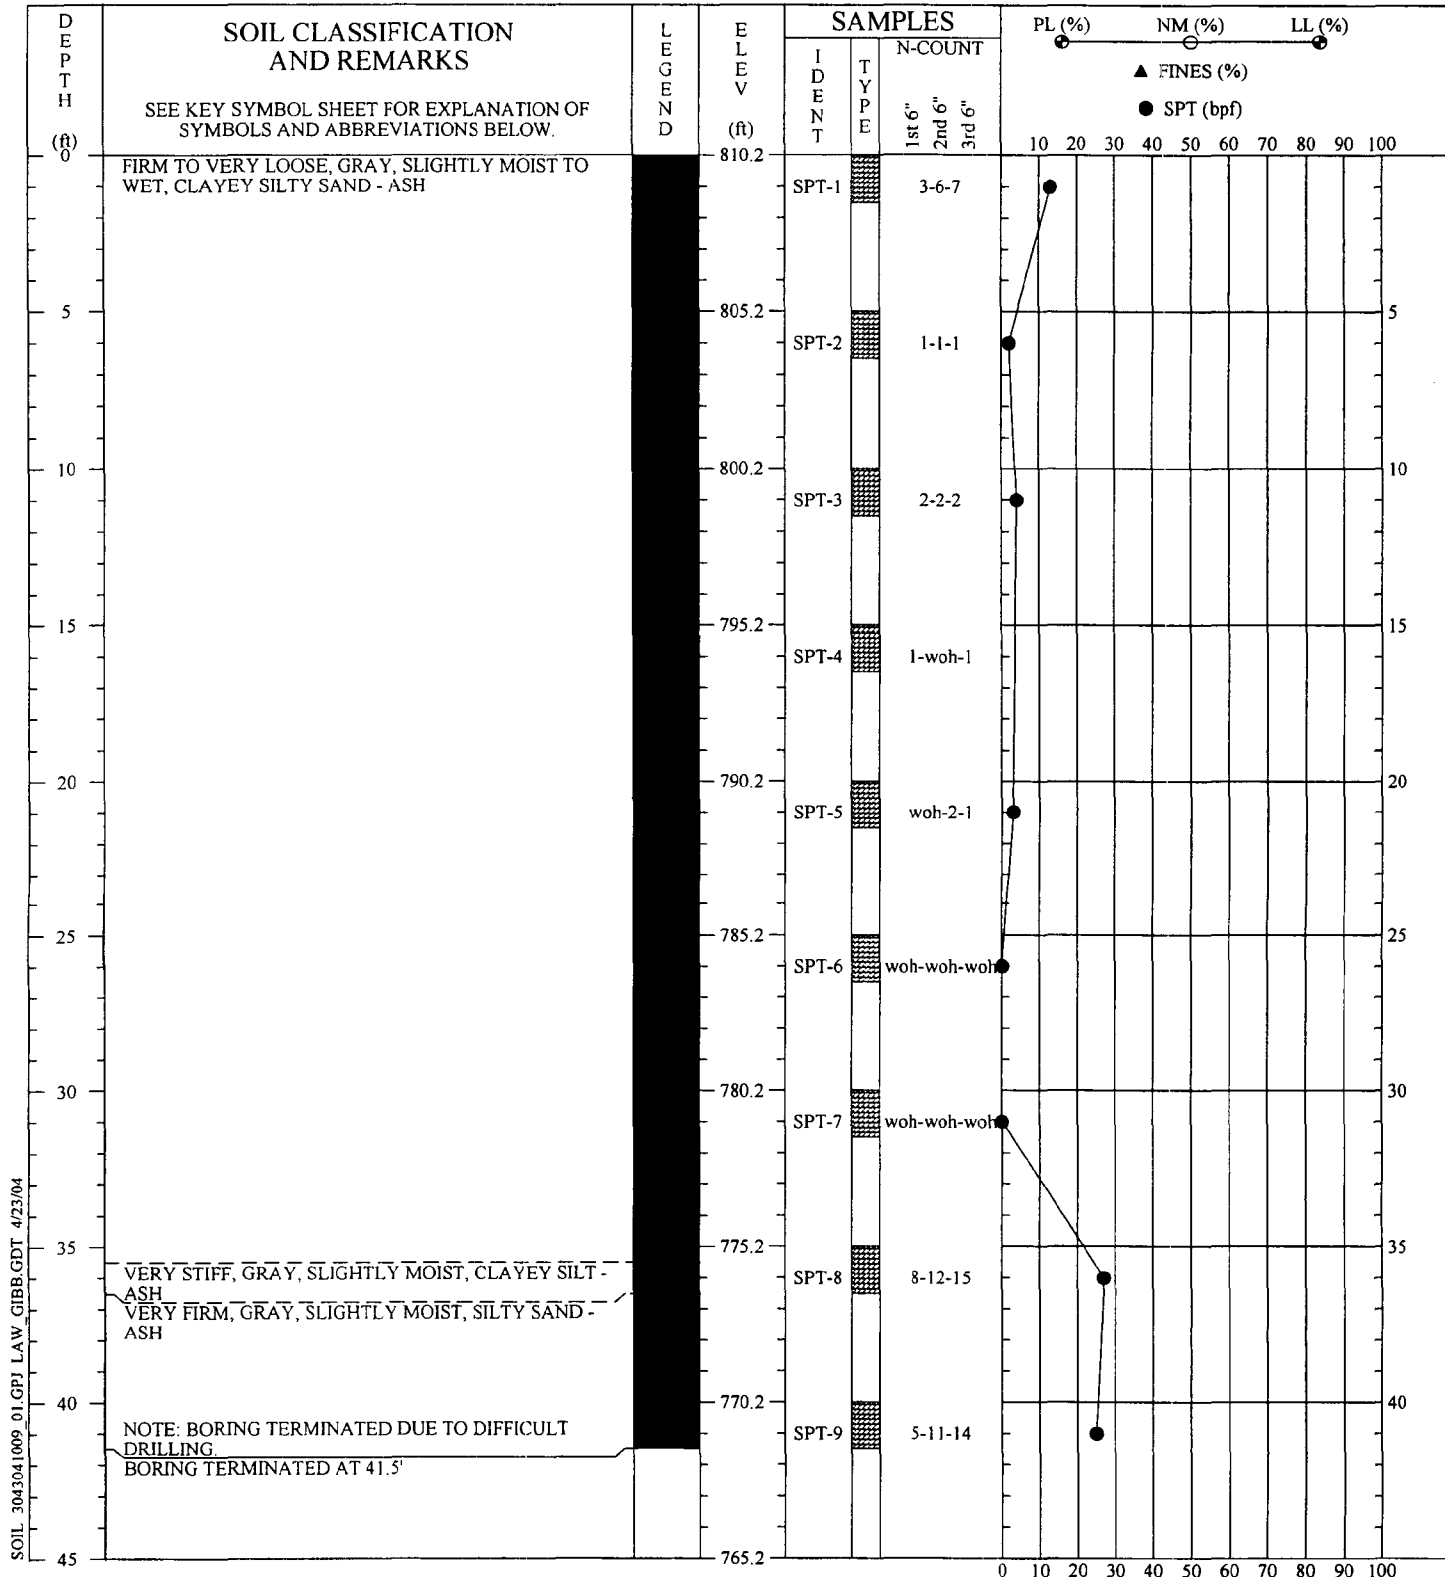 DEPTH
(ft)
SOIL CLASSIFICATION
AND REMARKS
SEE KEY SYMBOL SHEET FOR EXPLANATION OF
SYMBOLS AND ABBREVIATIONS BELOW.
LEGEND
ELEV
(ft)
SAMPLES
IDENT
TYPE
N-COUNT
1st 6"
2nd 6"
3rd 6"
PL (%) NM (%) LL (%)
▲ FINES (%)
● SPT (bpf)
10 20 30 40 50 60 70 80 90 100
0 FIRM TO VERY LOOSE, GRAY, SLIGHTLY MOIST TO 810.2
WET, CLAYEY SILTY SAND - ASH
SPT-1 3-6-7
5 805.2 5
SPT-2 1-1-1
10 800.2 10
SPT-3 2-2-2
15 795.2 15
SPT-4 1-woh-1
20 790.2 20
SPT-5 woh-2-1
25 785.2 25
SPT-6 woh-woh-woh
30 780.2 30
SPT-7 woh-woh-woh
35 775.2 35
VERY STIFF, GRAY, SLIGHTLY MOIST, CLAYEY SILT -
ASH
SPT-8 8-12-15
VERY FIRM, GRAY, SLIGHTLY MOIST, SILTY SAND -
ASH
40 770.2 40
NOTE: BORING TERMINATED DUE TO DIFFICULT
DRILLING.
SPT-9 5-11-14
BORING TERMINATED AT 41.5'
45 765.2
0 10 20 30 40 50 60 70 80 90 100
SOIL 3043041009_01.GPJ LAW_GIBB.GDT 4/23/04